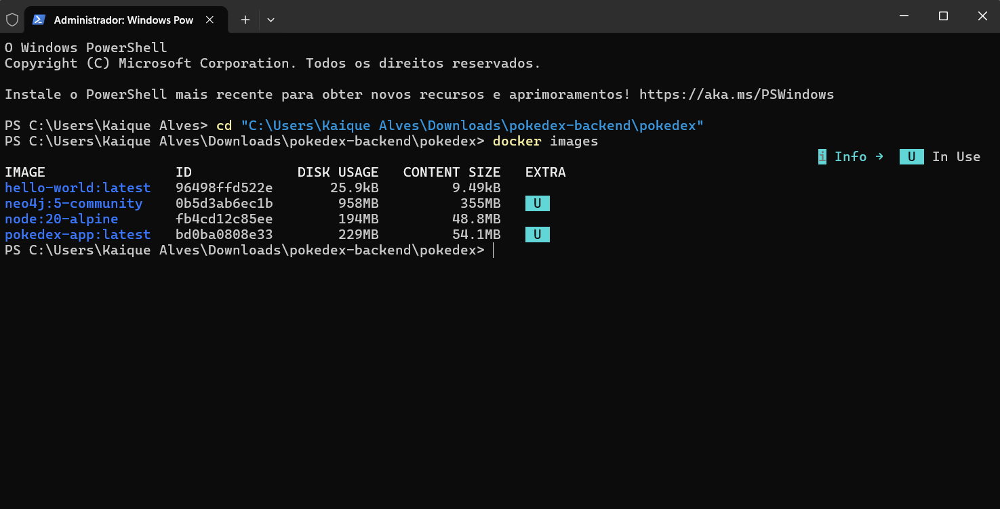 Administrador: Windows Pow
O Windows PowerShell
Copyright (C) Microsoft Corporation. Todos os direitos reservados.
Instale o PowerShell mais recente para obter novos recursos e aprimoramentos! https://aka.ms/PSWindows
PS C:\Users\Kaique Alves> cd "C:\Users\Kaique Alves\Downloads\pokedex-backend\pokedex"
PS C:\Users\Kaique Alves\Downloads\pokedex-backend\pokedex> docker images
i Info → U In Use
IMAGE ID DISK USAGE CONTENT SIZE EXTRA
hello-world:latest 96498ffd522e 25.9kB 9.49kB
neo4j:5-community 0b5d3ab6ec1b 958MB 355MB U
node:20-alpine fb4cd12c85ee 194MB 48.8MB
pokedex-app:latest bd0ba0808e33 229MB 54.1MB U
PS C:\Users\Kaique Alves\Downloads\pokedex-backend\pokedex>